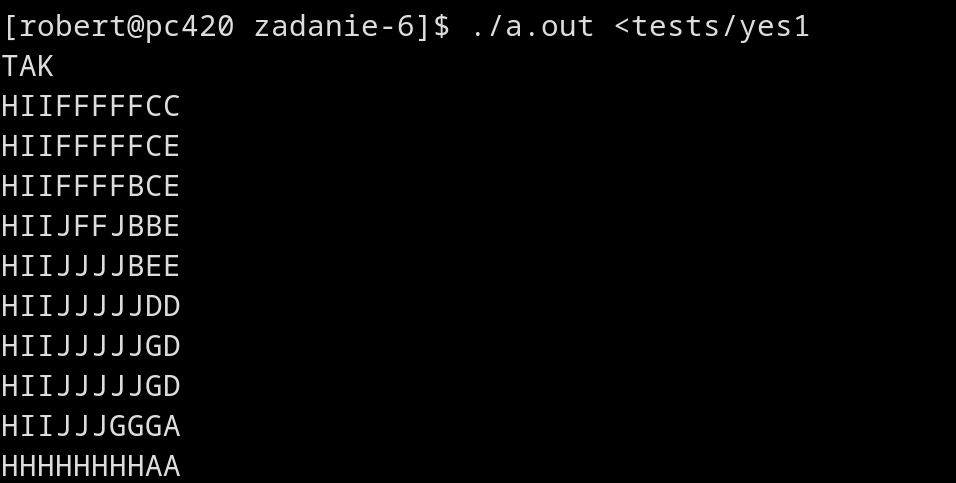 [robert@pc420 zadanie-6]$ ./a.out <tests/yes1
TAK
HIIFFFFFCC
HIIFFFFFCE
HIIFFFFBCE
HIIJFFJBBE
HIIJJJJBEE
HIIJJJJJDD
HIIJJJJJGD
HIIJJJJJGD
HIIJJJGGGA
HHHHHHHHAA